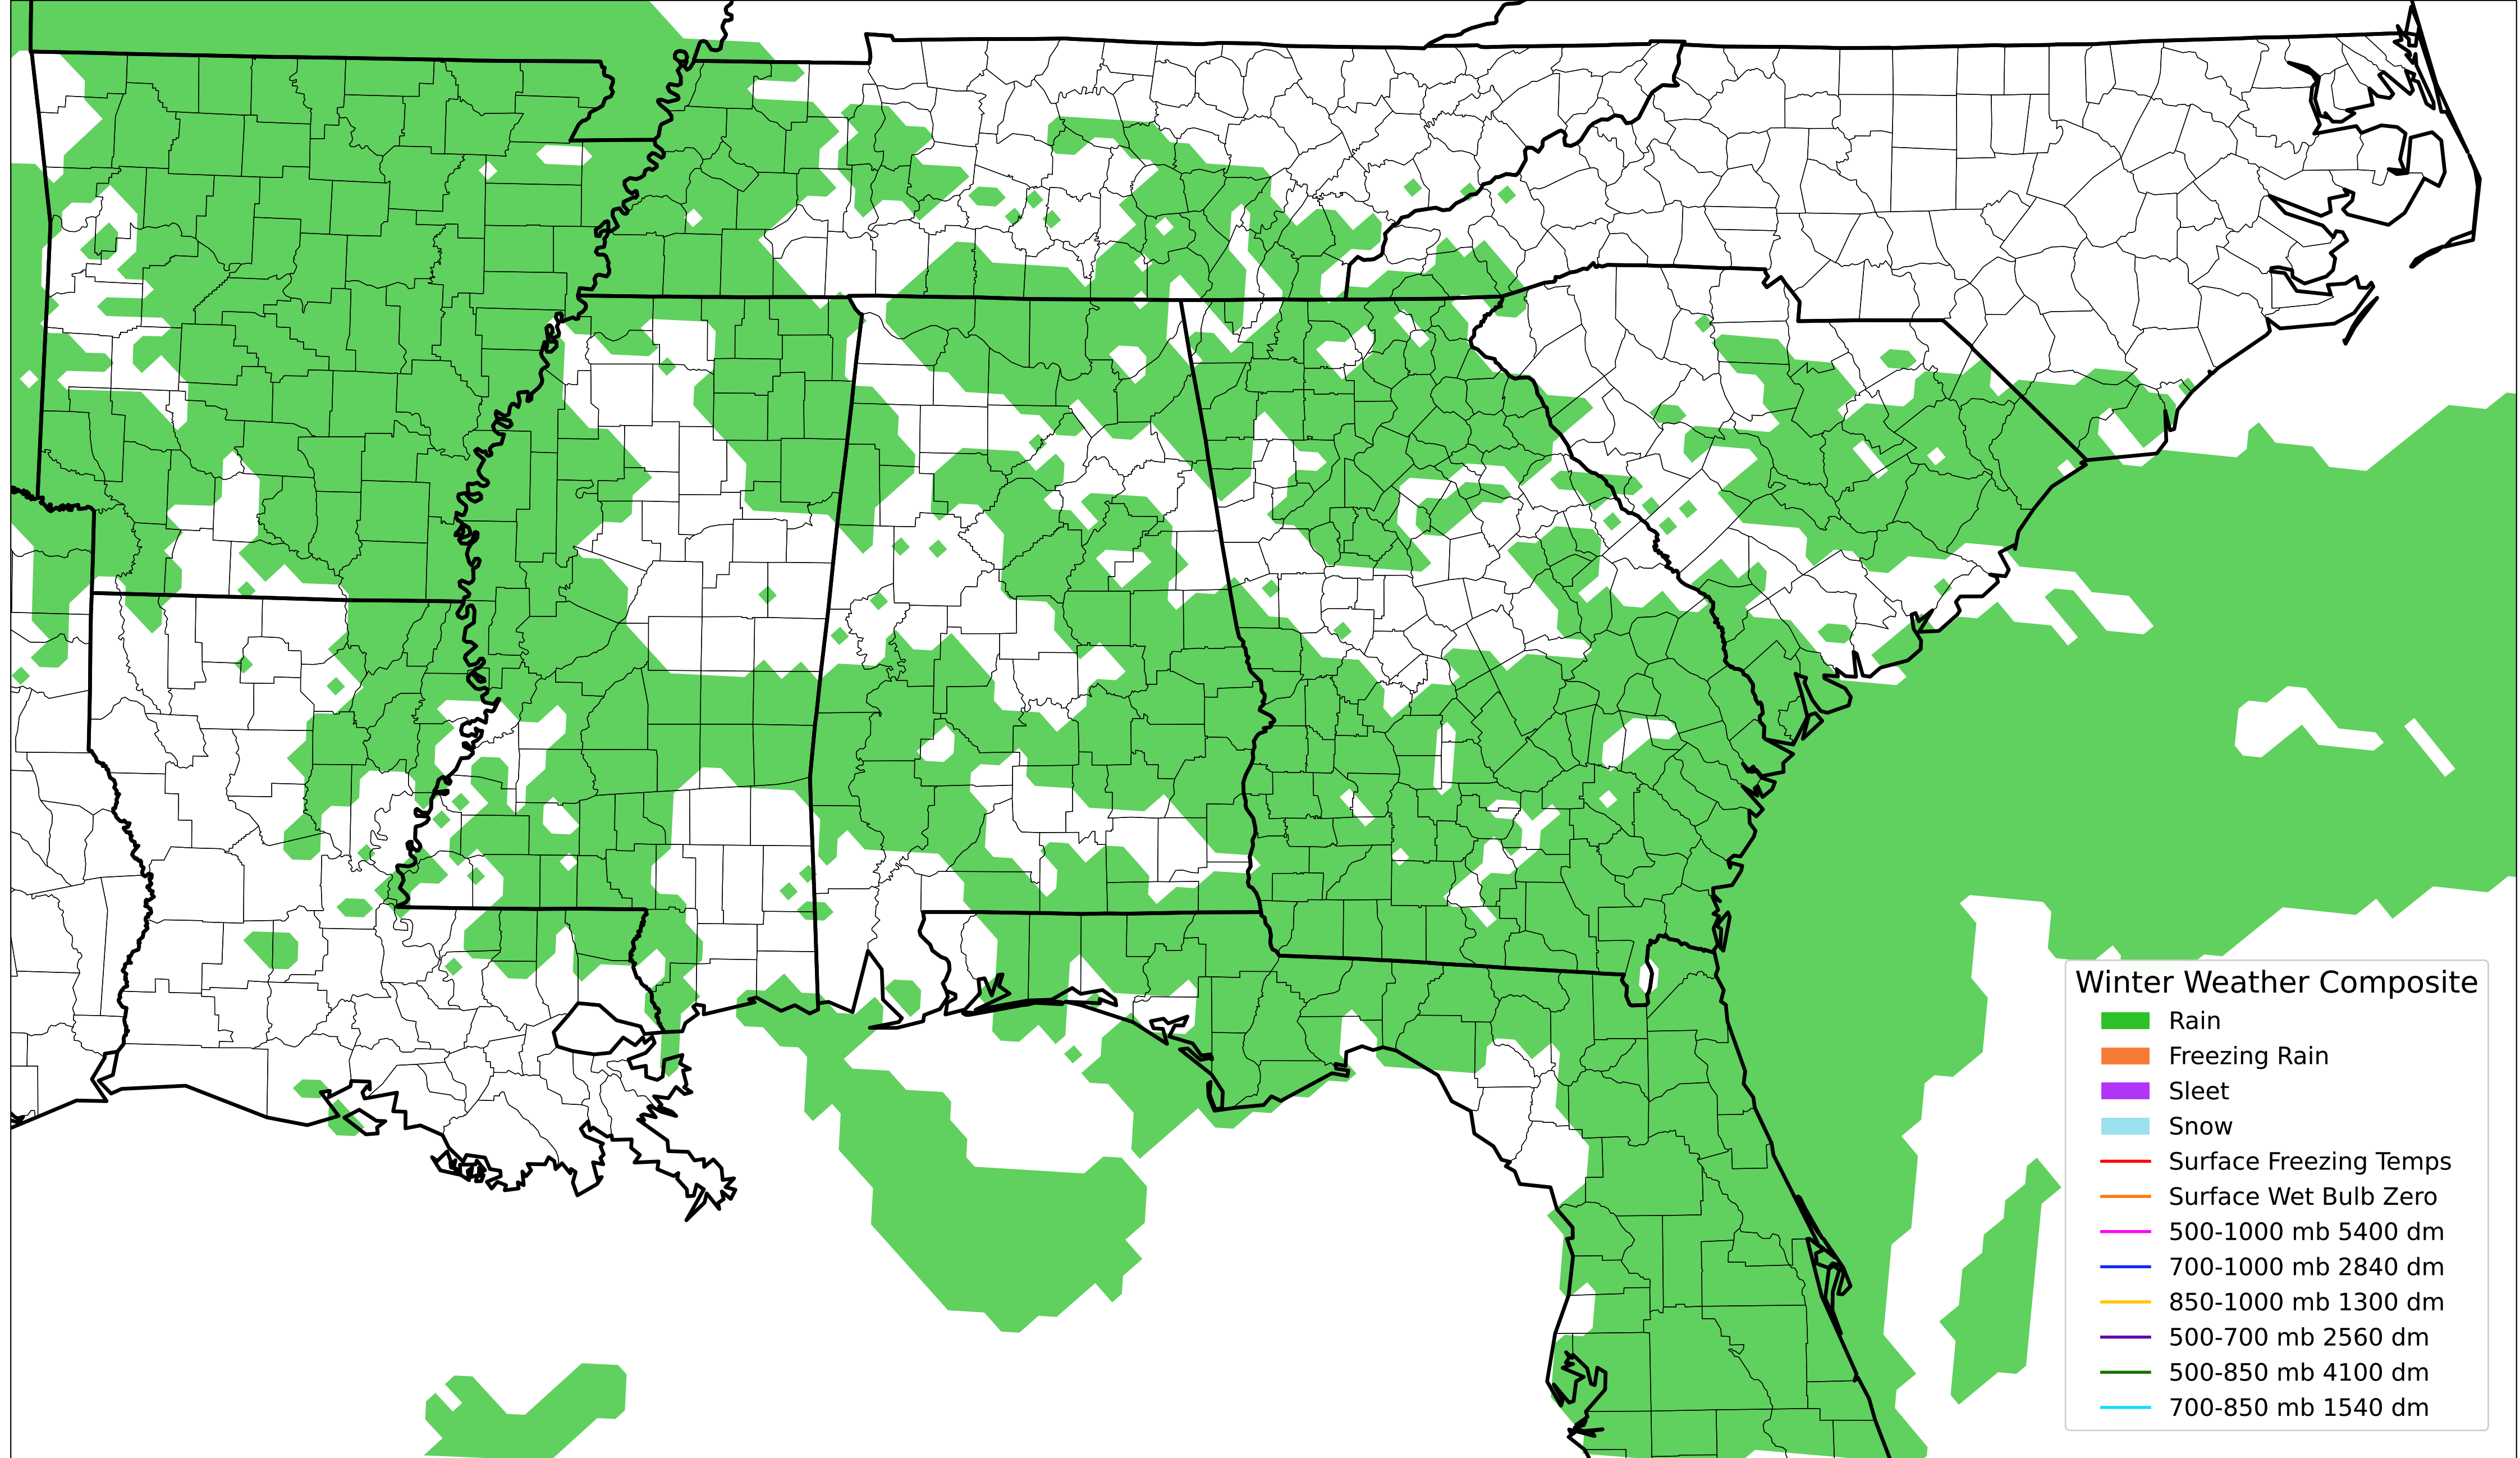 Winter Weather Composite
Rain
Freezing Rain
Sleet
Snow
Surface Freezing Temps
Surface Wet Bulb Zero
500-1000 mb 5400 dm
700-1000 mb 2840 dm
850-1000 mb 1300 dm
500-700 mb 2560 dm
500-850 mb 4100 dm
700-850 mb 1540 dm